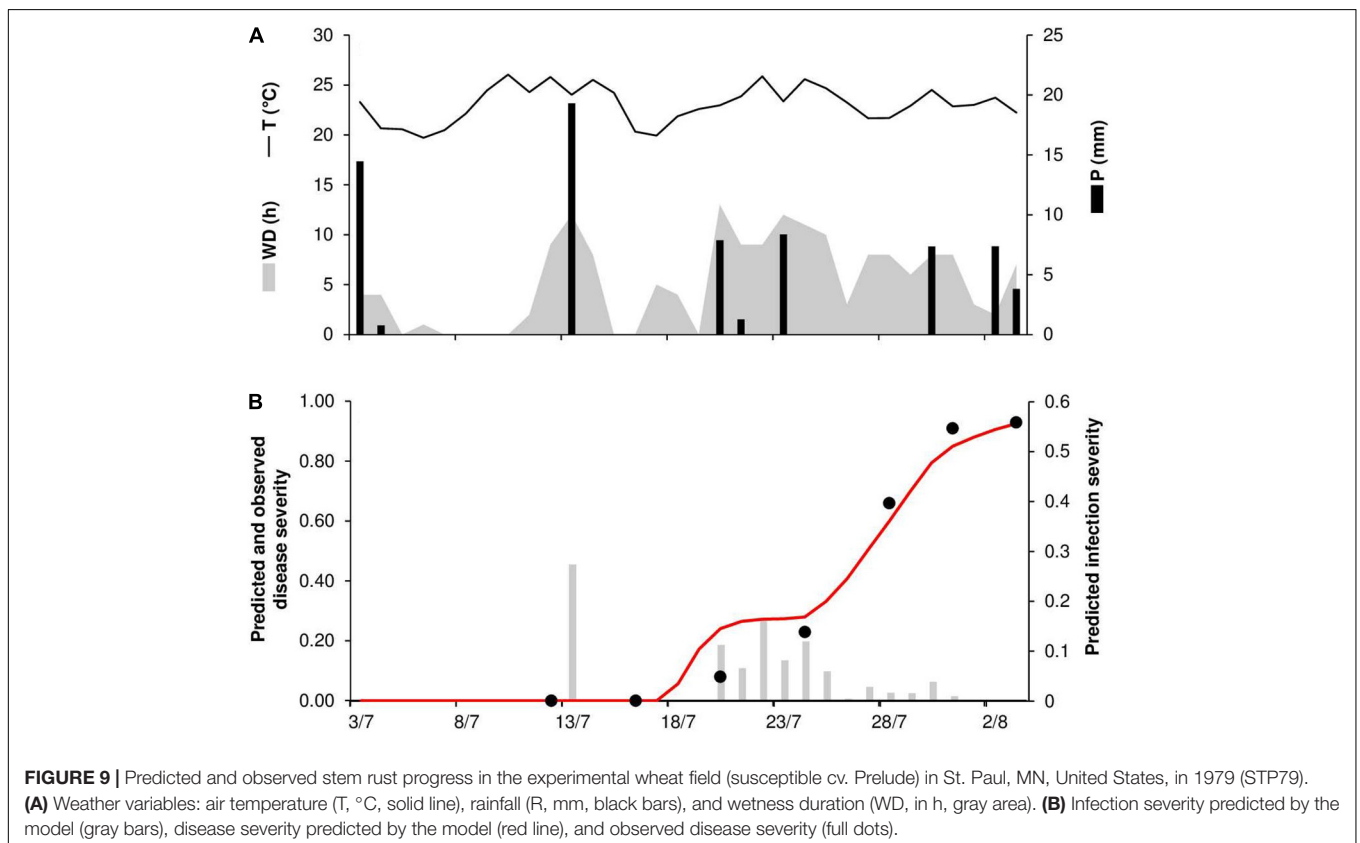 A
30
25
20
15
10
5
0
WD (h) — T (°C)
25
20
15
10
5
0
P (mm)
B
1.00
0.80
0.60
0.40
0.20
0.00
Predicted and observed
disease severity
0.6
0.5
0.4
0.3
0.2
0.1
0
Predicted infection severity
3/7 8/7 13/7 18/7 23/7 28/7 2/8
FIGURE 9 | Predicted and observed stem rust progress in the experimental wheat field (susceptible cv. Prelude) in St. Paul, MN, United States, in 1979 (STP79).
(A) Weather variables: air temperature (T, °C, solid line), rainfall (R, mm, black bars), and wetness duration (WD, in h, gray area). (B) Infection severity predicted by the
model (gray bars), disease severity predicted by the model (red line), and observed disease severity (full dots).